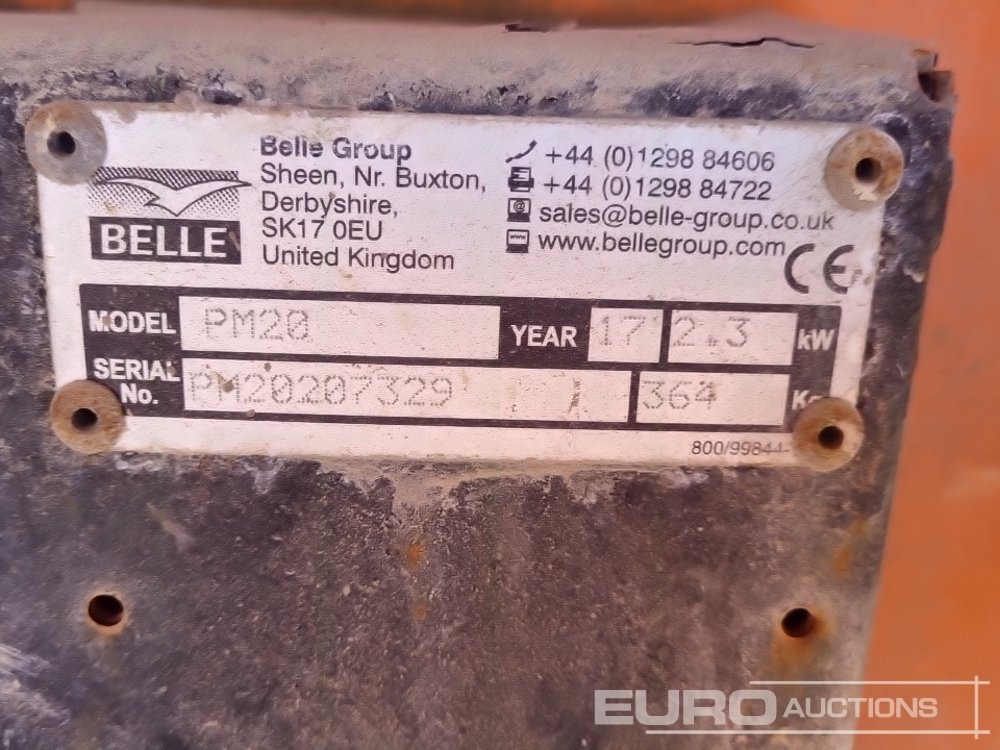 BELLE
Belle Group
Sheen, Nr. Buxton,
Derbyshire,
SK17 0EU
United Kingdom
+44 (0)1298 84606
+44 (0)1298 84722
sales@belle-group.co.uk
www.bellegroup.com
CE
MODEL PM20 YEAR 17 2.3 kW
SERIAL No. PM20207329 364
800/99844
EURO AUCTIONS